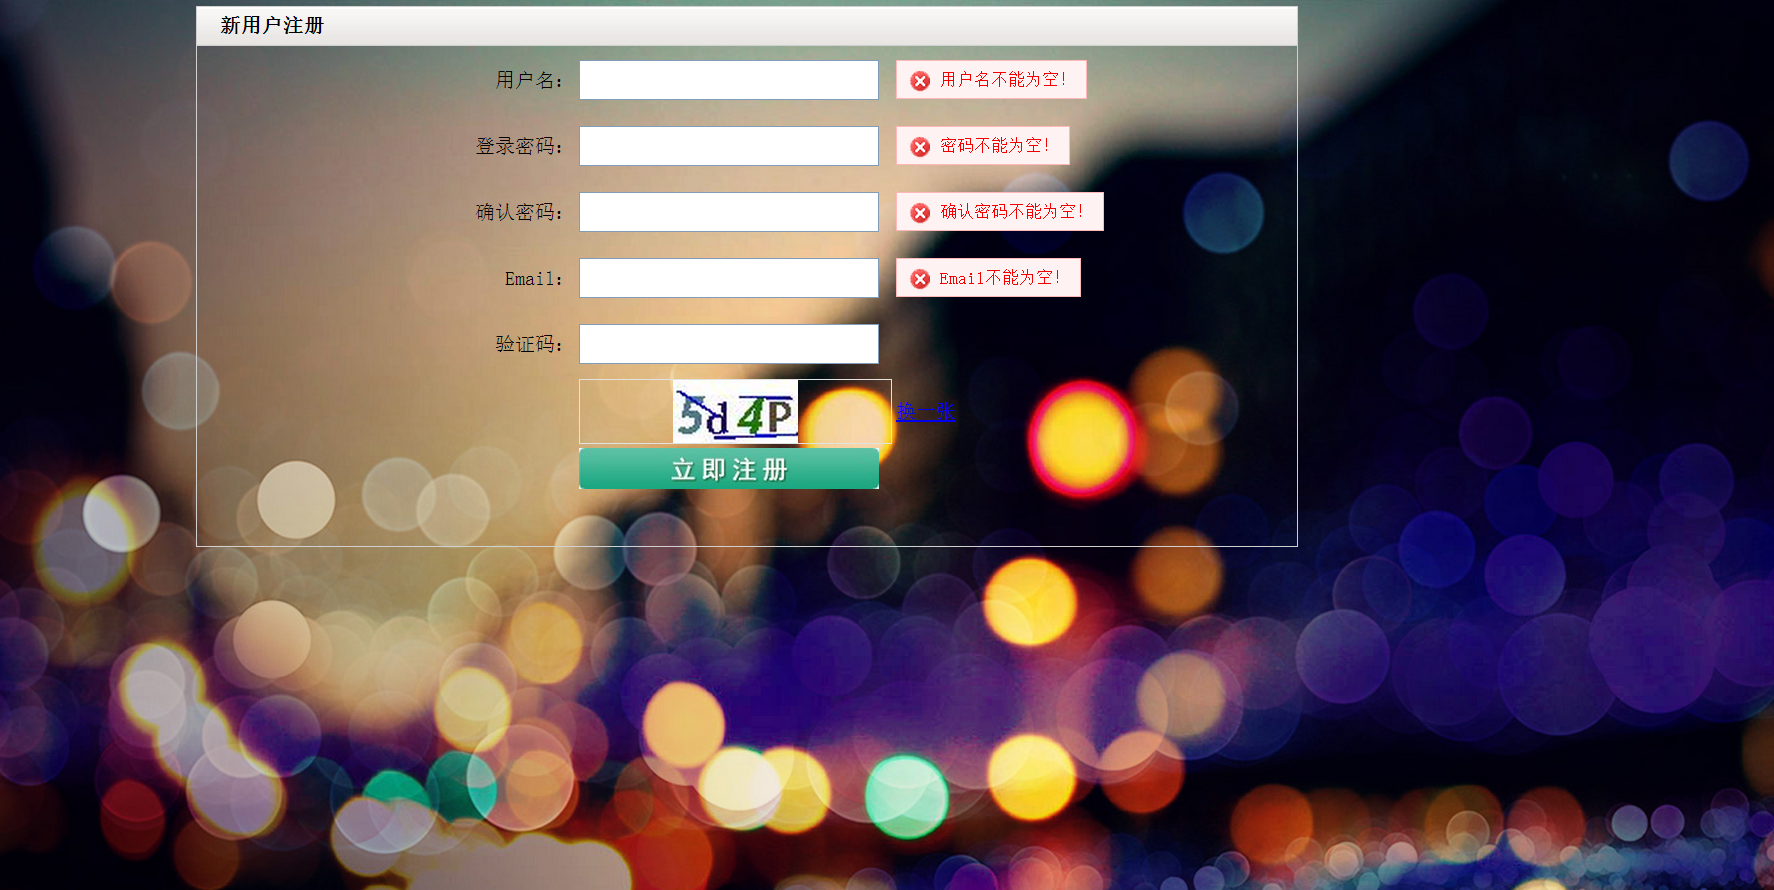 新用户注册
用户名：
用户名不能为空！
登录密码：
密码不能为空！
确认密码：
确认密码不能为空！
Email：
Email不能为空！
验证码：
5d4P
换一张
立即注册